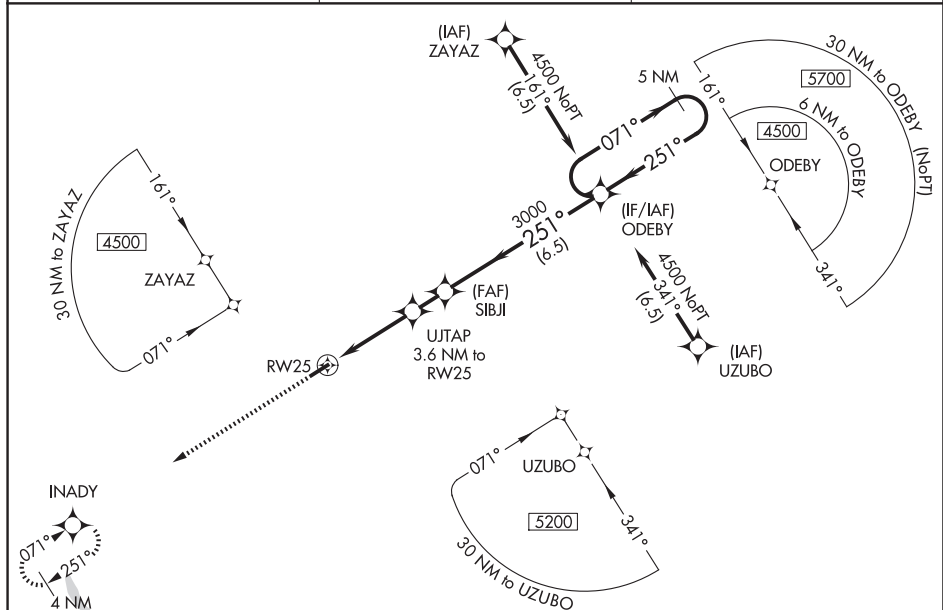 (IAF)
ZAYAZ
4500 NoPT
161°
(6.5)
5 NM
071°
251°
30 NM to ODEBY (NoPT)
5700
161°
6 NM to ODEBY
4500
ODEBY
341°
(IF/IAF)
ODEBY
3000
251°
(6.5)
30 NM to ZAYAZ
161°
4500
ZAYAZ
071°
(FAF)
SIBJI
4500 NoPT
341°
(6.5)
(IAF)
UZUBO
UJTAP
3.6 NM to
RW25
RW25
071°
UZUBO
341°
5200
30 NM to UZUBO
INADY
071°
251°
4 NM